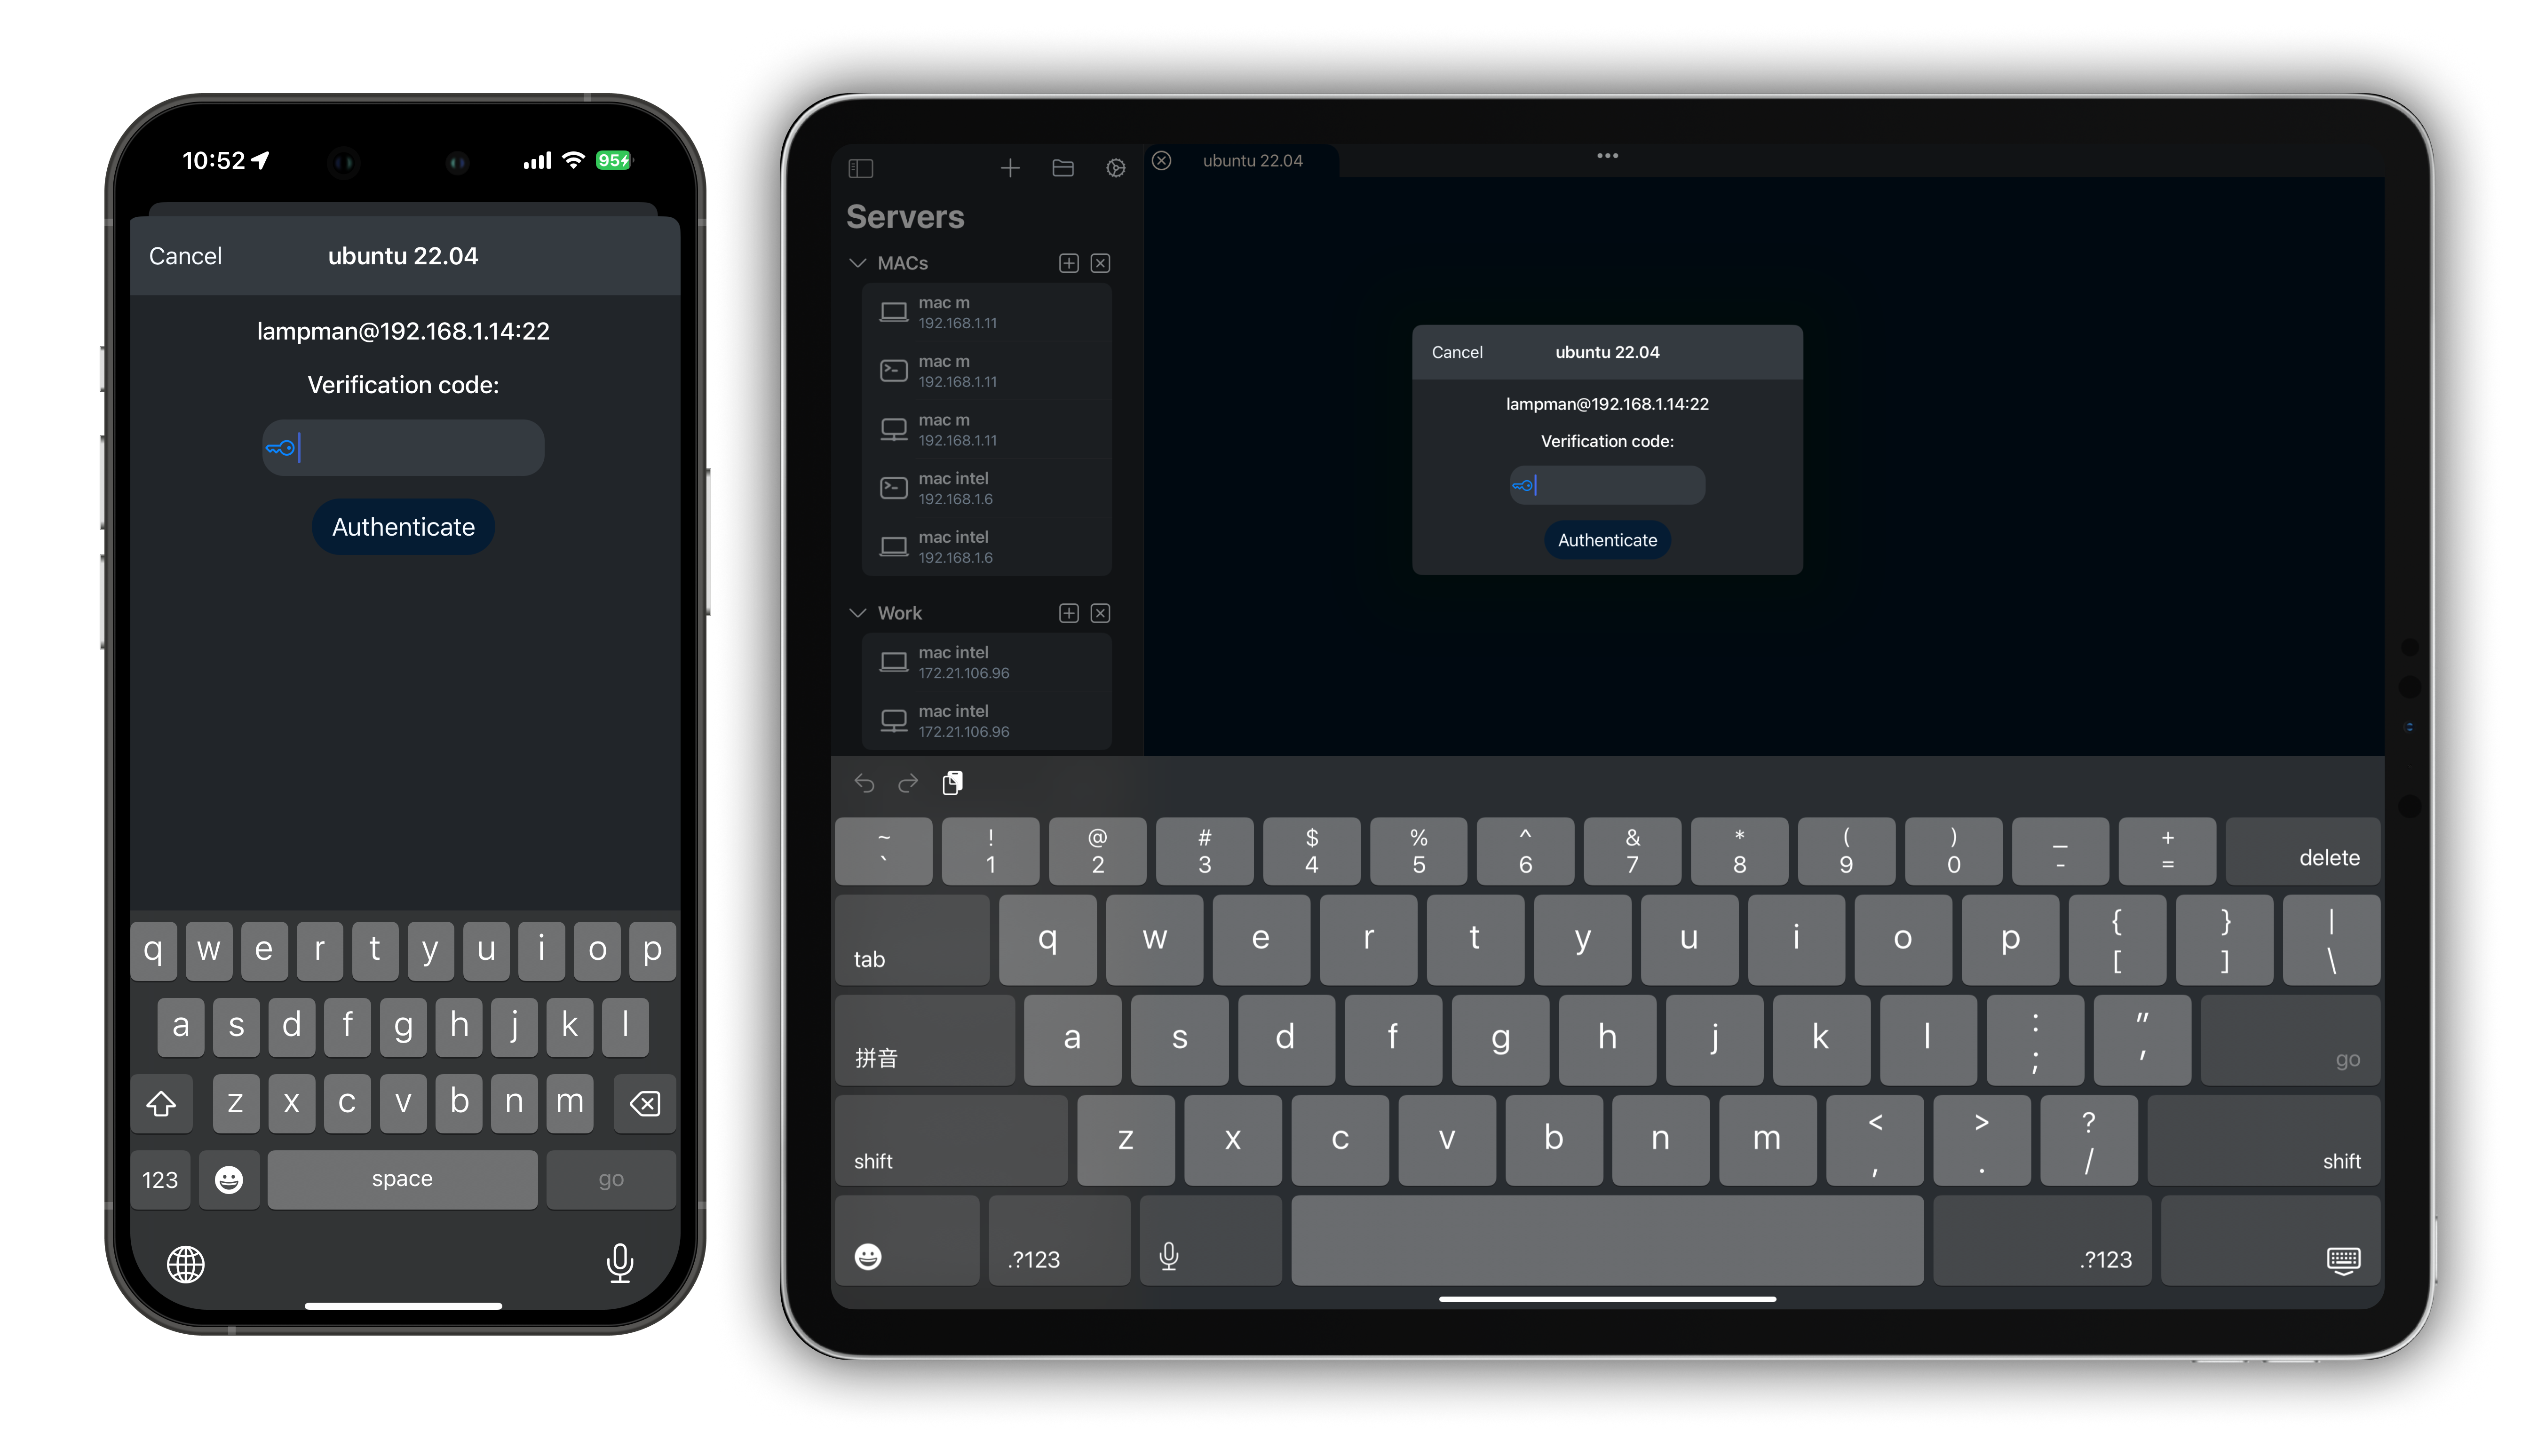 10:52
95
Cancel
ubuntu 22.04
lampman@192.168.1.14:22
Verification code:
Authenticate
q w e r t y u i o p
a s d f g h j k l
z x c v b n m
123 space go
ubuntu 22.04
Servers
MACs
mac m
192.168.1.11
mac m
192.168.1.11
mac m
192.168.1.11
mac intel
192.168.1.6
mac intel
192.168.1.6
Work
mac intel
172.21.106.96
mac intel
172.21.106.96
Cancel
ubuntu 22.04
lampman@192.168.1.14:22
Verification code:
Authenticate
~ ! @ # $ % ^ & * ( ) _ +
` 1 2 3 4 5 6 7 8 9 0 - = delete
tab q w e r t y u i o p { [ } ] | \
拼音 a s d f g h j k l : ; " ' go
shift z x c v b n m < , > . ? / shift
.?123 .?123